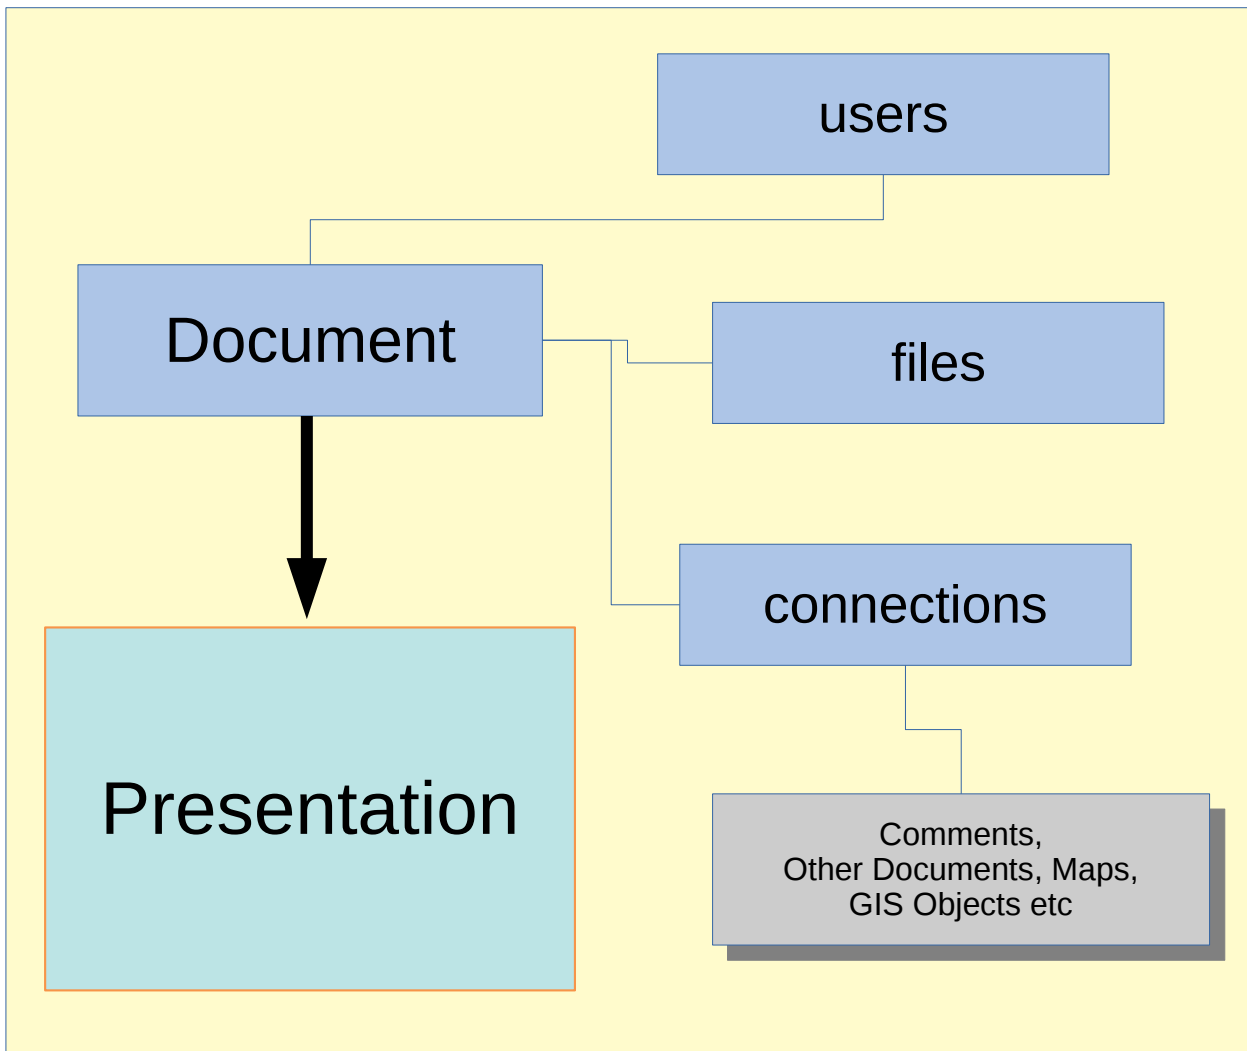 users
Document
files
connections
Presentation
Comments,
Other Documents, Maps,
GIS Objects etc